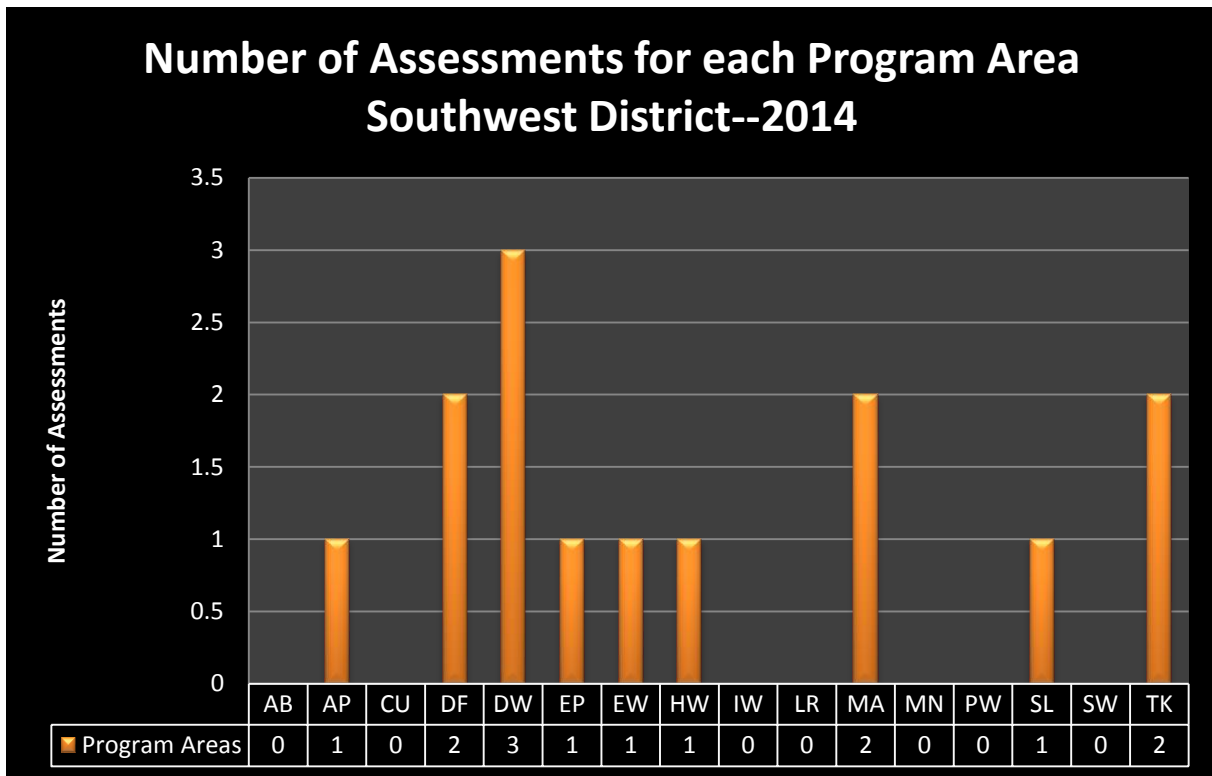 Number of Assessments for each Program Area
Southwest District--2014
Number of Assessments
3.5
3
2.5
2
1.5
1
0.5
0
AB AP CU DF DW EP EW HW IW LR MA MN PW SL SW TK
Program Areas 0 1 0 2 3 1 1 1 0 0 2 0 0 1 0 2